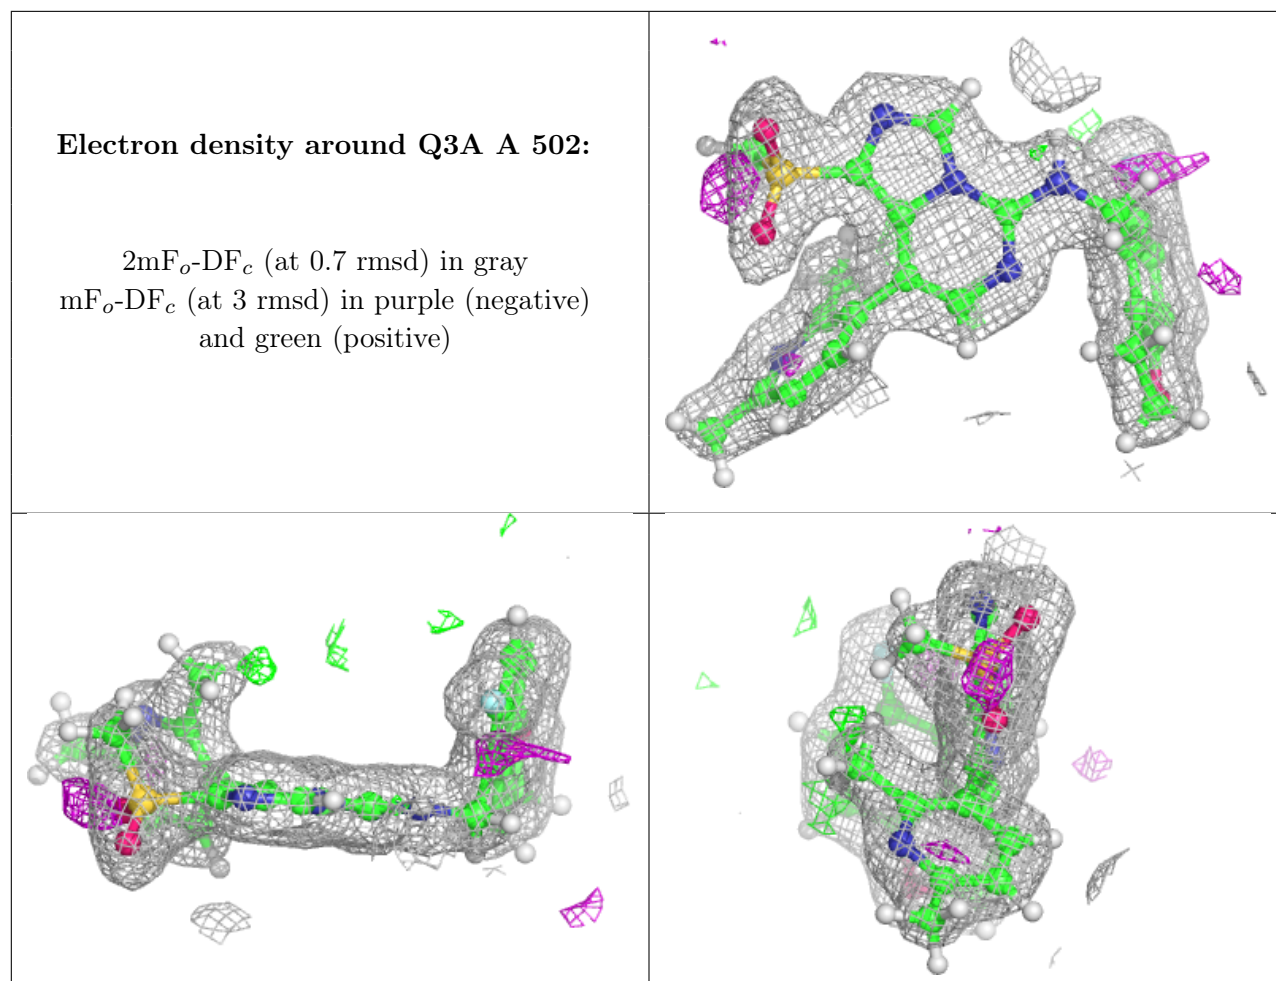 Electron density around Q3A A 502:
2mFo-DFc (at 0.7 rmsd) in gray
mFo-DFc (at 3 rmsd) in purple (negative)
and green (positive)